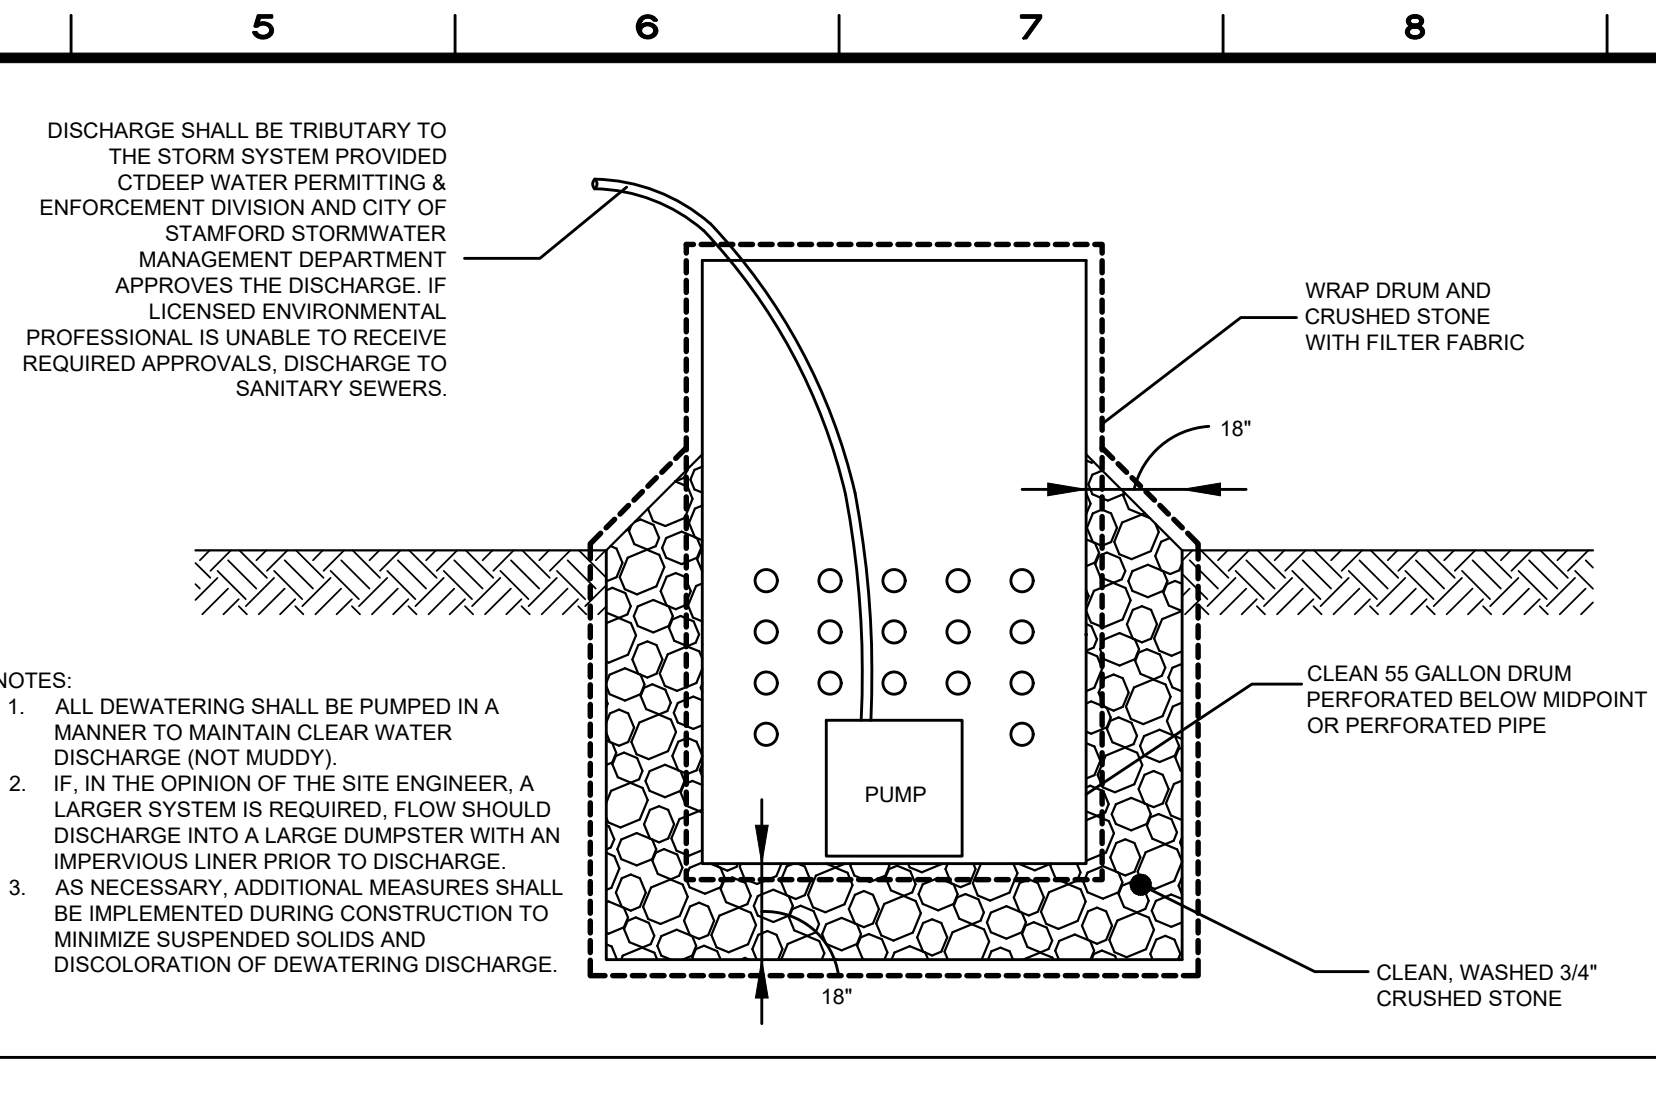 5 6 7 8
DISCHARGE SHALL BE TRIBUTARY TO
THE STORM SYSTEM PROVIDED
CTDEEP WATER PERMITTING &
ENFORCEMENT DIVISION AND CITY OF
STAMFORD STORMWATER
MANAGEMENT DEPARTMENT
APPROVES THE DISCHARGE. IF
LICENSED ENVIRONMENTAL
PROFESSIONAL IS UNABLE TO RECEIVE
REQUIRED APPROVALS, DISCHARGE TO
SANITARY SEWERS.
WRAP DRUM AND
CRUSHED STONE
WITH FILTER FABRIC
18"
CLEAN 55 GALLON DRUM
PERFORATED BELOW MIDPOINT
OR PERFORATED PIPE
PUMP
NOTES:
1. ALL DEWATERING SHALL BE PUMPED IN A
MANNER TO MAINTAIN CLEAR WATER
DISCHARGE (NOT MUDDY).
2. IF, IN THE OPINION OF THE SITE ENGINEER, A
LARGER SYSTEM IS REQUIRED, FLOW SHOULD
DISCHARGE INTO A LARGE DUMPSTER WITH AN
IMPERVIOUS LINER PRIOR TO DISCHARGE.
3. AS NECESSARY, ADDITIONAL MEASURES SHALL
BE IMPLEMENTED DURING CONSTRUCTION TO
MINIMIZE SUSPENDED SOLIDS AND
DISCOLORATION OF DEWATERING DISCHARGE.
18"
CLEAN, WASHED 3/4"
CRUSHED STONE